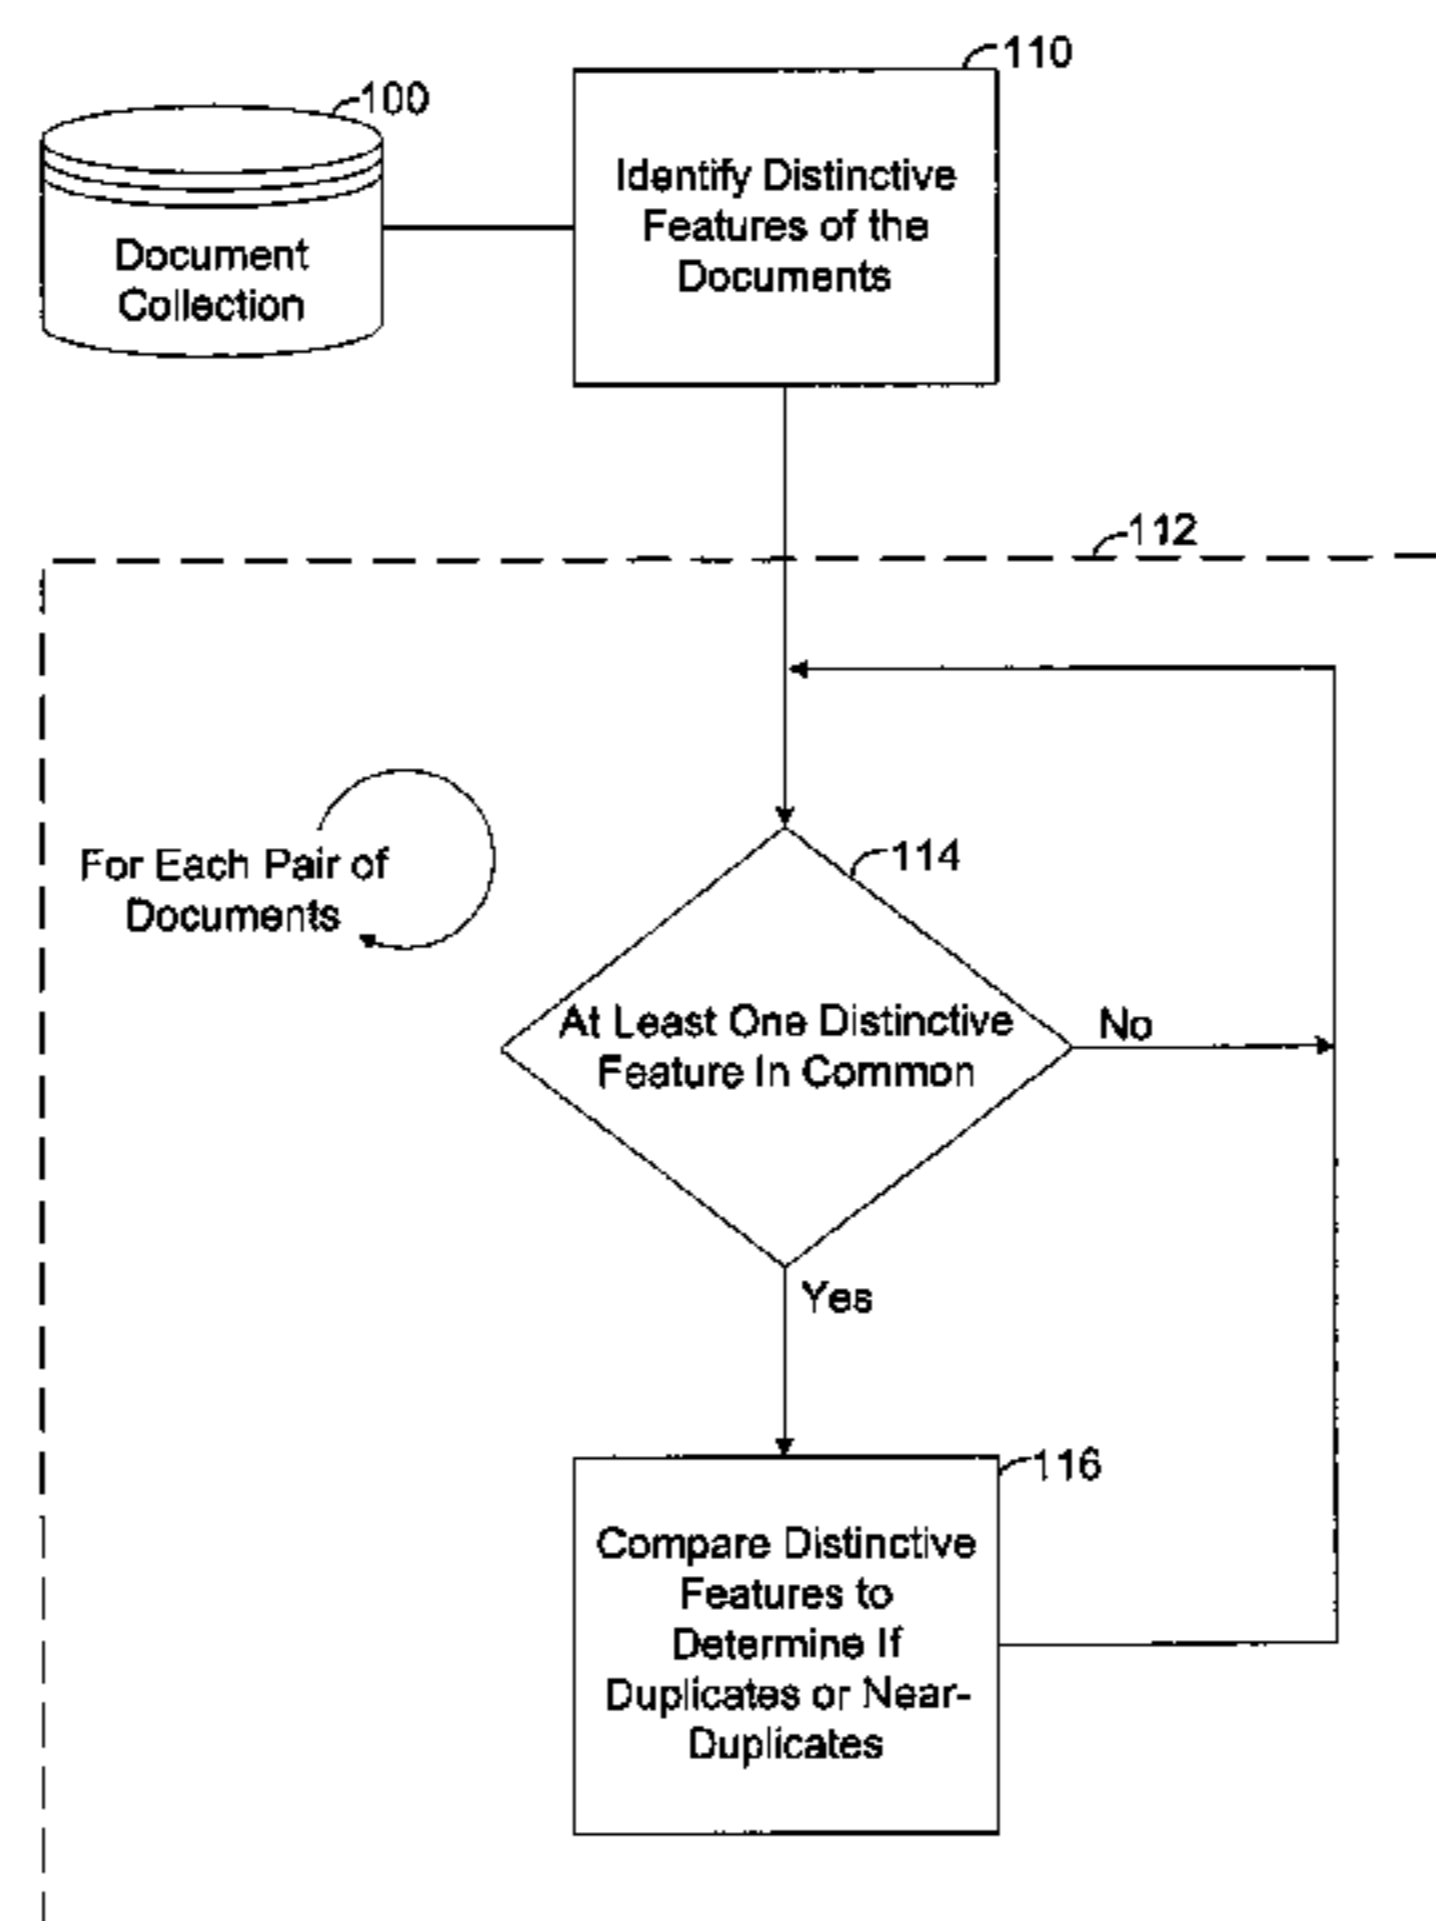 110
100
Identify Distinctive
Features of the
Documents
Document
Collection
112
For Each Pair of
Documents
114
At Least One Distinctive
Feature In Common
No
Yes
116
Compare Distinctive
Features to
Determine If
Duplicates or Near-
Duplicates